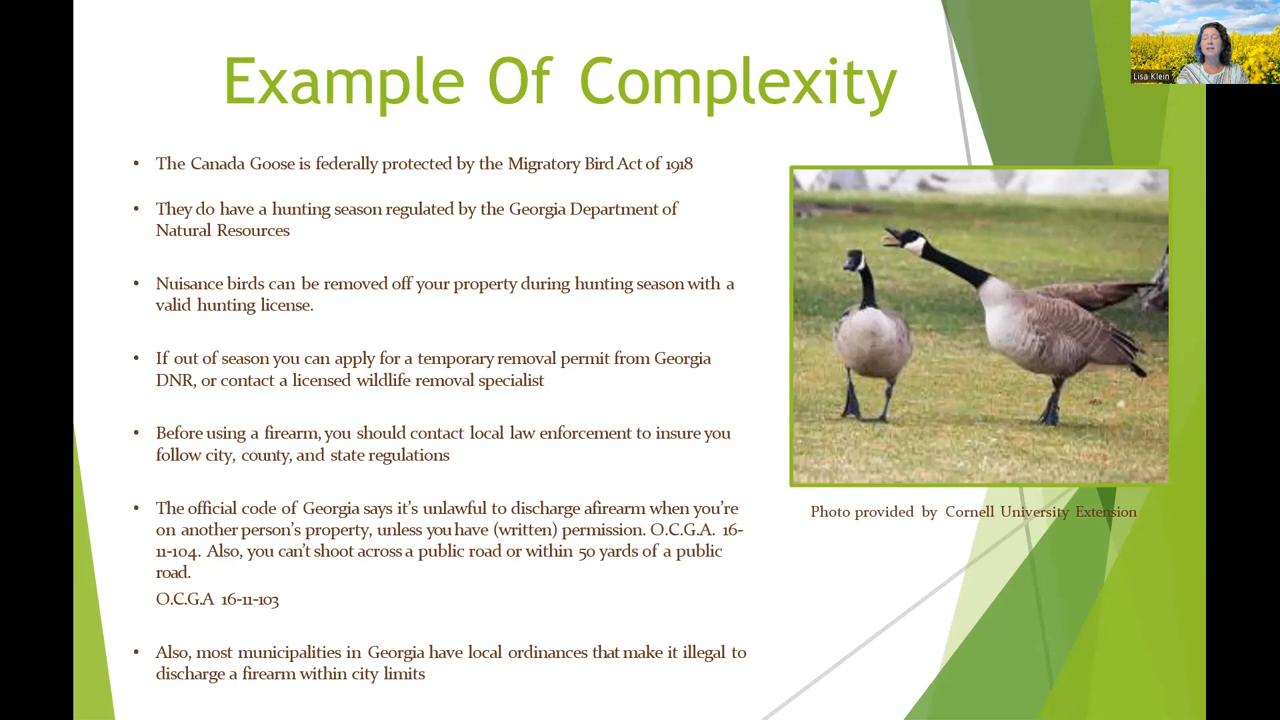 Example Of Complexity
Lisa Klein
• The Canada Goose is federally protected by the Migratory Bird Act of 1918
• They do have a hunting season regulated by the Georgia Department of
Natural Resources
• Nuisance birds can be removed off your property during hunting season with a
valid hunting license.
• If out of season you can apply for a temporary removal permit from Georgia
DNR, or contact a licensed wildlife removal specialist
• Before using a firearm, you should contact local law enforcement to insure you
follow city, county, and state regulations
• The official code of Georgia says it's unlawful to discharge afirearm when you're
on another person's property, unless you have (written) permission. O.C.G.A. 16-
11-104. Also, you can't shoot across a public road or within 50 yards of a public
road.
O.C.G.A 16-11-103
• Also, most municipalities in Georgia have local ordinances that make it illegal to
discharge a firearm within city limits
Photo provided by Cornell University Extension